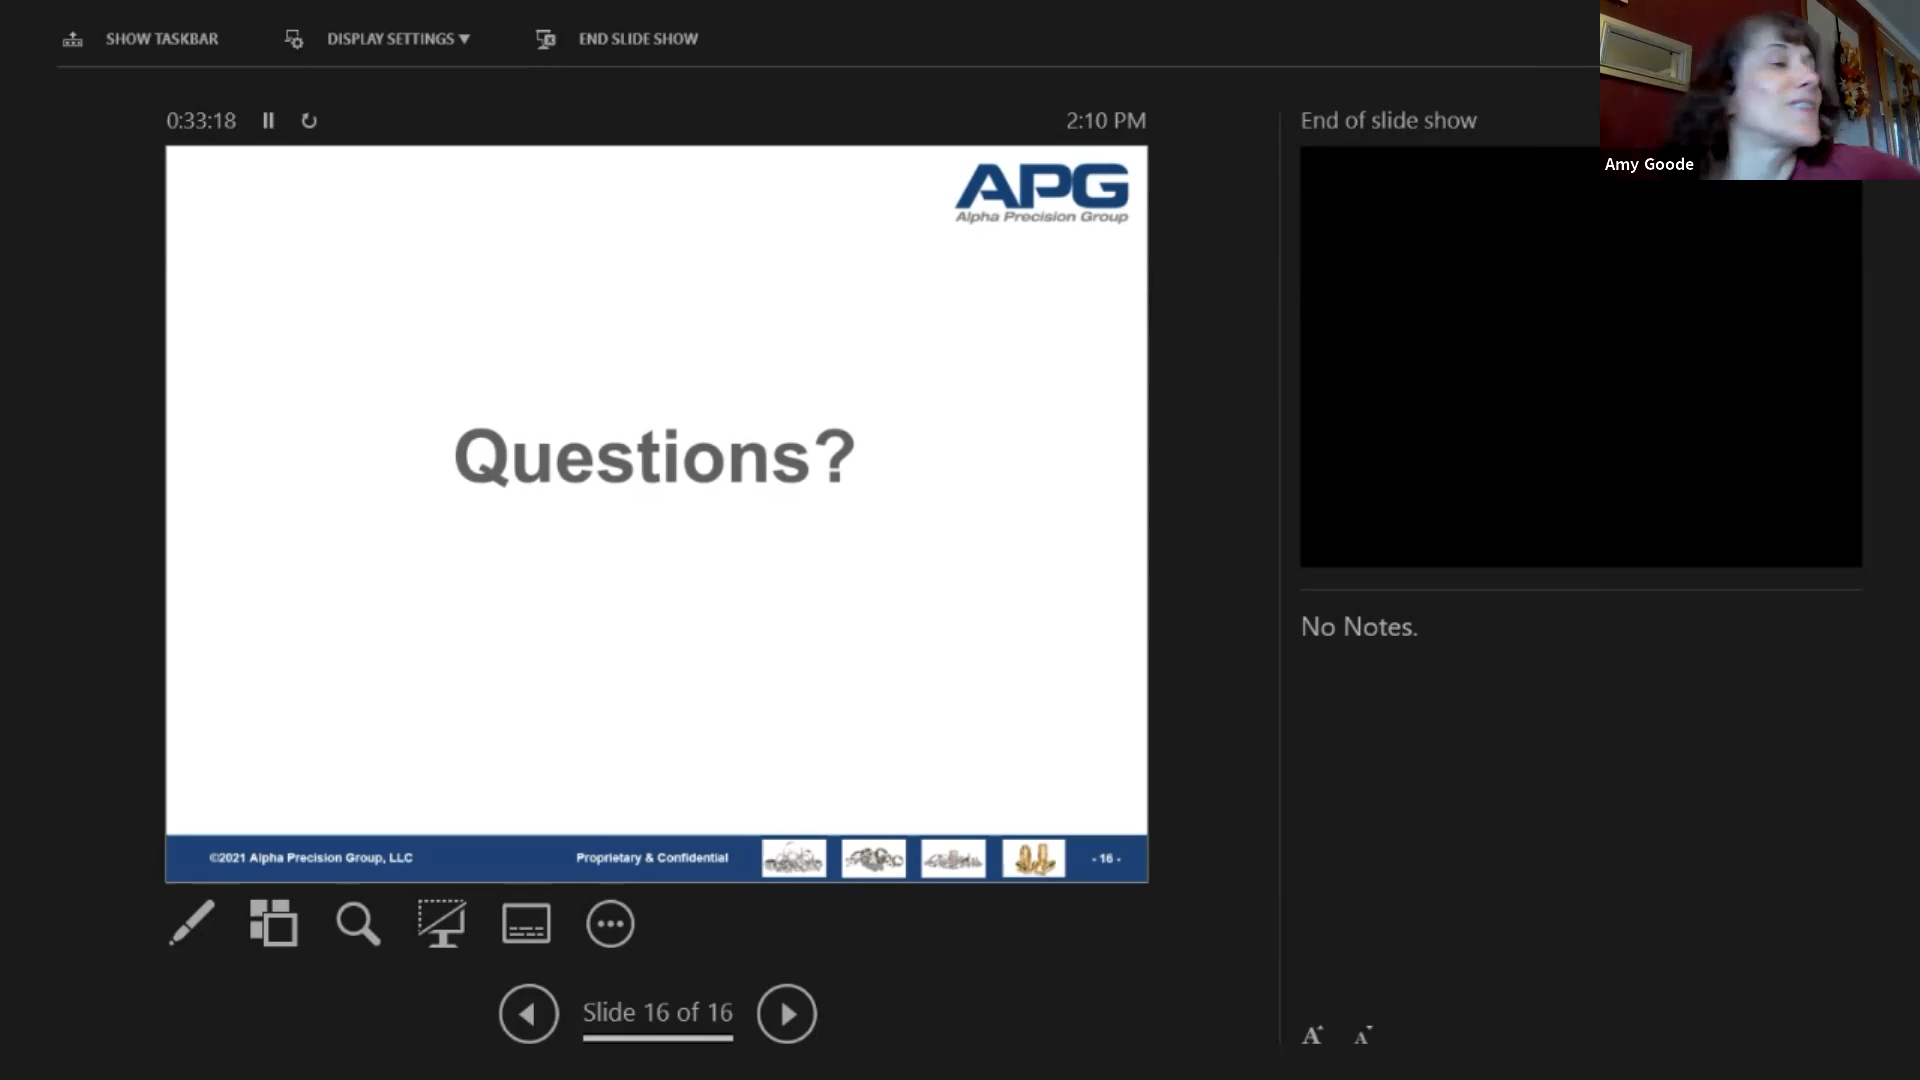 SHOW TASKBAR
DISPLAY SETTINGS ▼
END SLIDE SHOW
0:33:18
2:10 PM
End of slide show
Amy Goode
APG
Alpha Precision Group
Questions?
No Notes.
©2021 Alpha Precision Group, LLC
Proprietary & Confidential
- 16 -
Slide 16 of 16
A
A